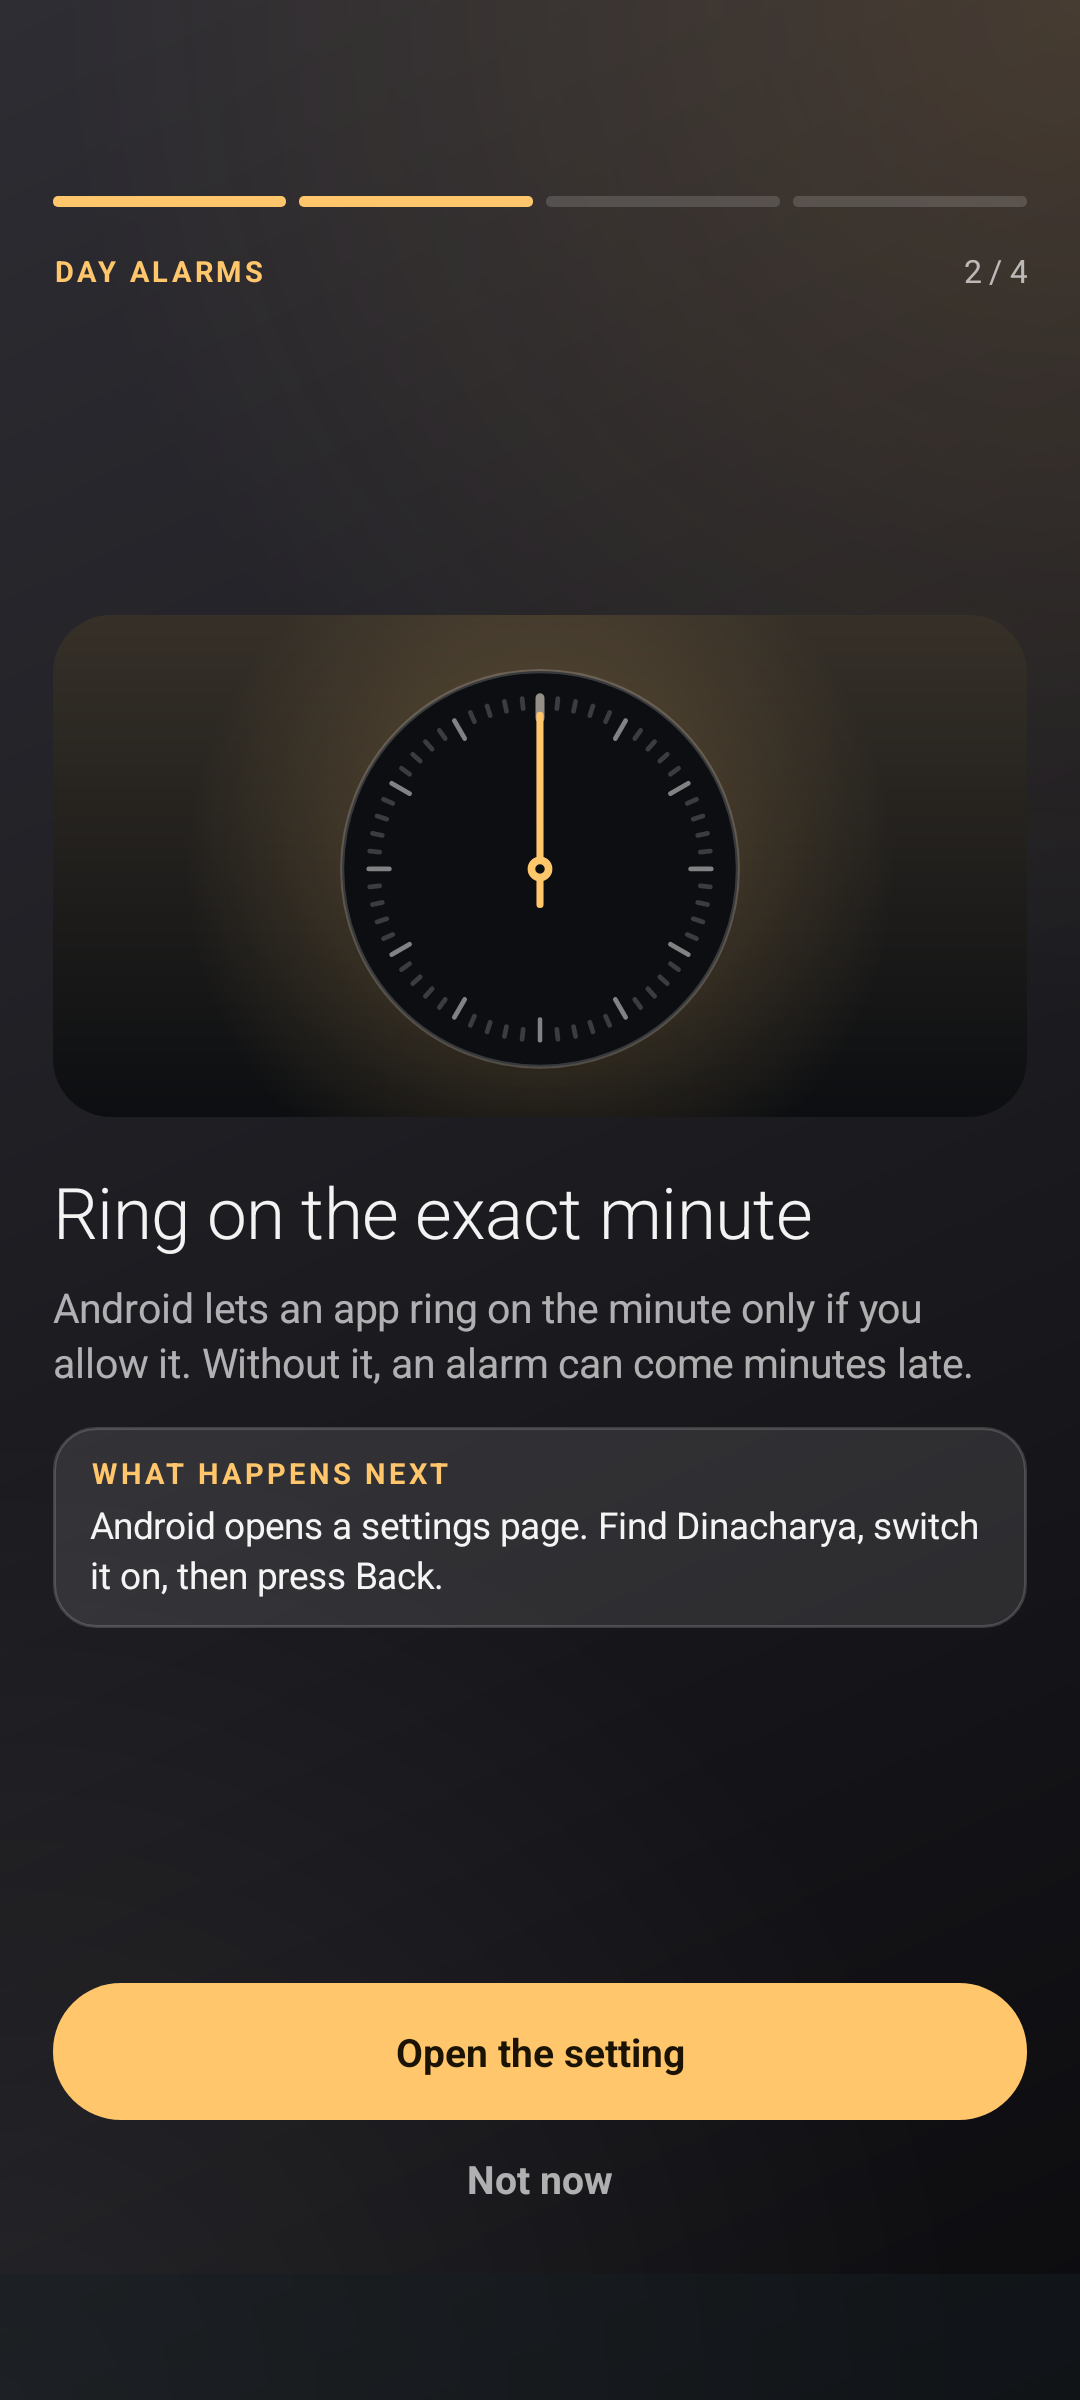 DAY ALARMS
2 / 4
Ring on the exact minute
Android lets an app ring on the minute only if you
allow it. Without it, an alarm can come minutes late.
WHAT HAPPENS NEXT
Android opens a settings page. Find Dinacharya, switch
it on, then press Back.
Open the setting
Not now